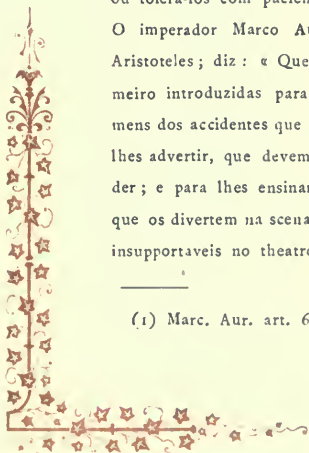 ou tolera-los com pacien
O imperador Marco Au
Aristoteles ; diz : « Que
meiro introduzidas para
mens dos accidentes que
lhes advertir, que devem
der ; e para lhes ensinar
que os divertem na scena
insupportaveis no theatro
(1) Marc. Aur. art. 6